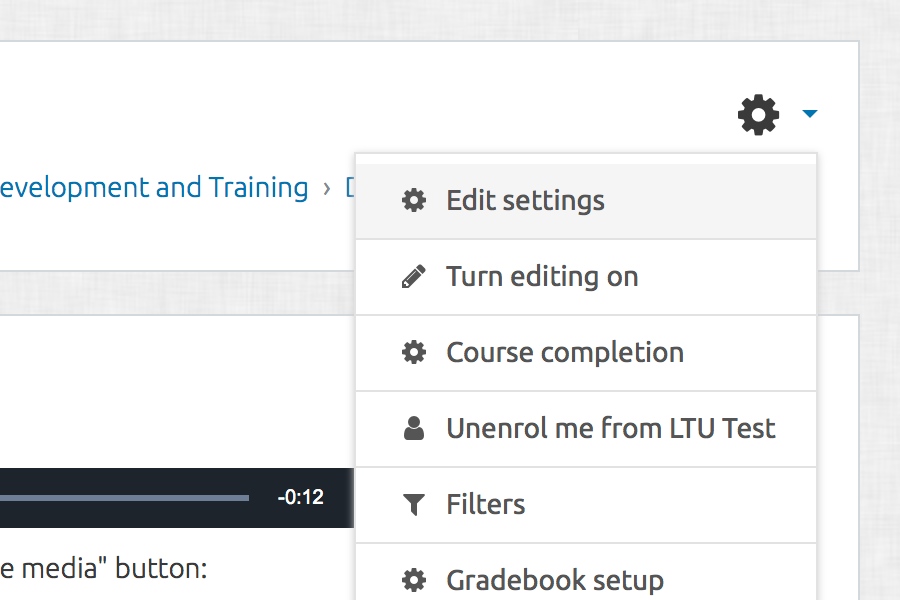 evelopment and Training ›
Edit settings
Turn editing on
Course completion
Unenrol me from LTU Test
Filters
Gradebook setup
-0:12
e media" button: